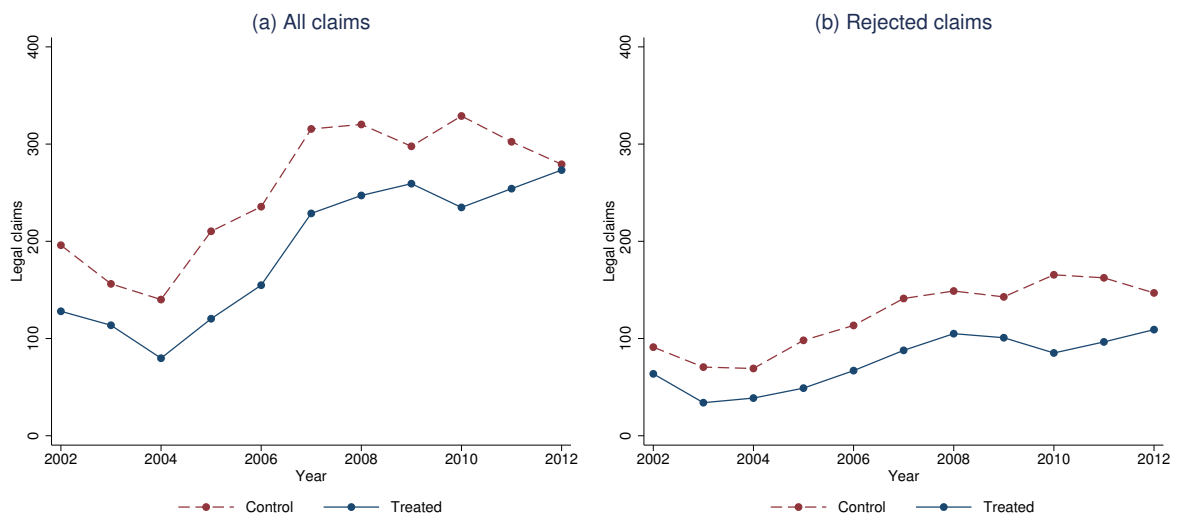 (a) All claims
Legal claims
400
300
200
100
0
2002 2004 2006 2008 2010 2012
Year
Control Treated
(b) Rejected claims
Legal claims
400
300
200
100
0
2002 2004 2006 2008 2010 2012
Year
Control Treated